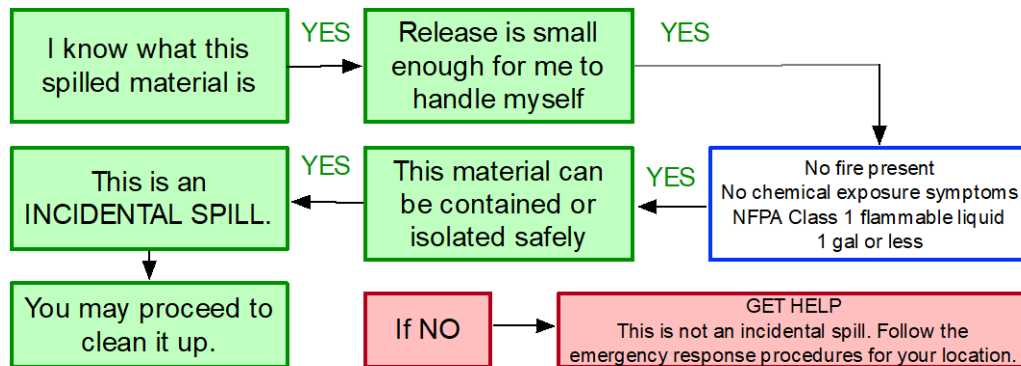 I know what this
spilled material is
YES
Release is small
enough for me to
handle myself
YES
No fire present
No chemical exposure symptoms
NFPA Class 1 flammable liquid
1 gal or less
YES
This material can
be contained or
isolated safely
YES
This is an
INCIDENTAL SPILL.
You may proceed to
clean it up.
If NO
GET HELP
This is not an incidental spill. Follow the
emergency response procedures for your location.